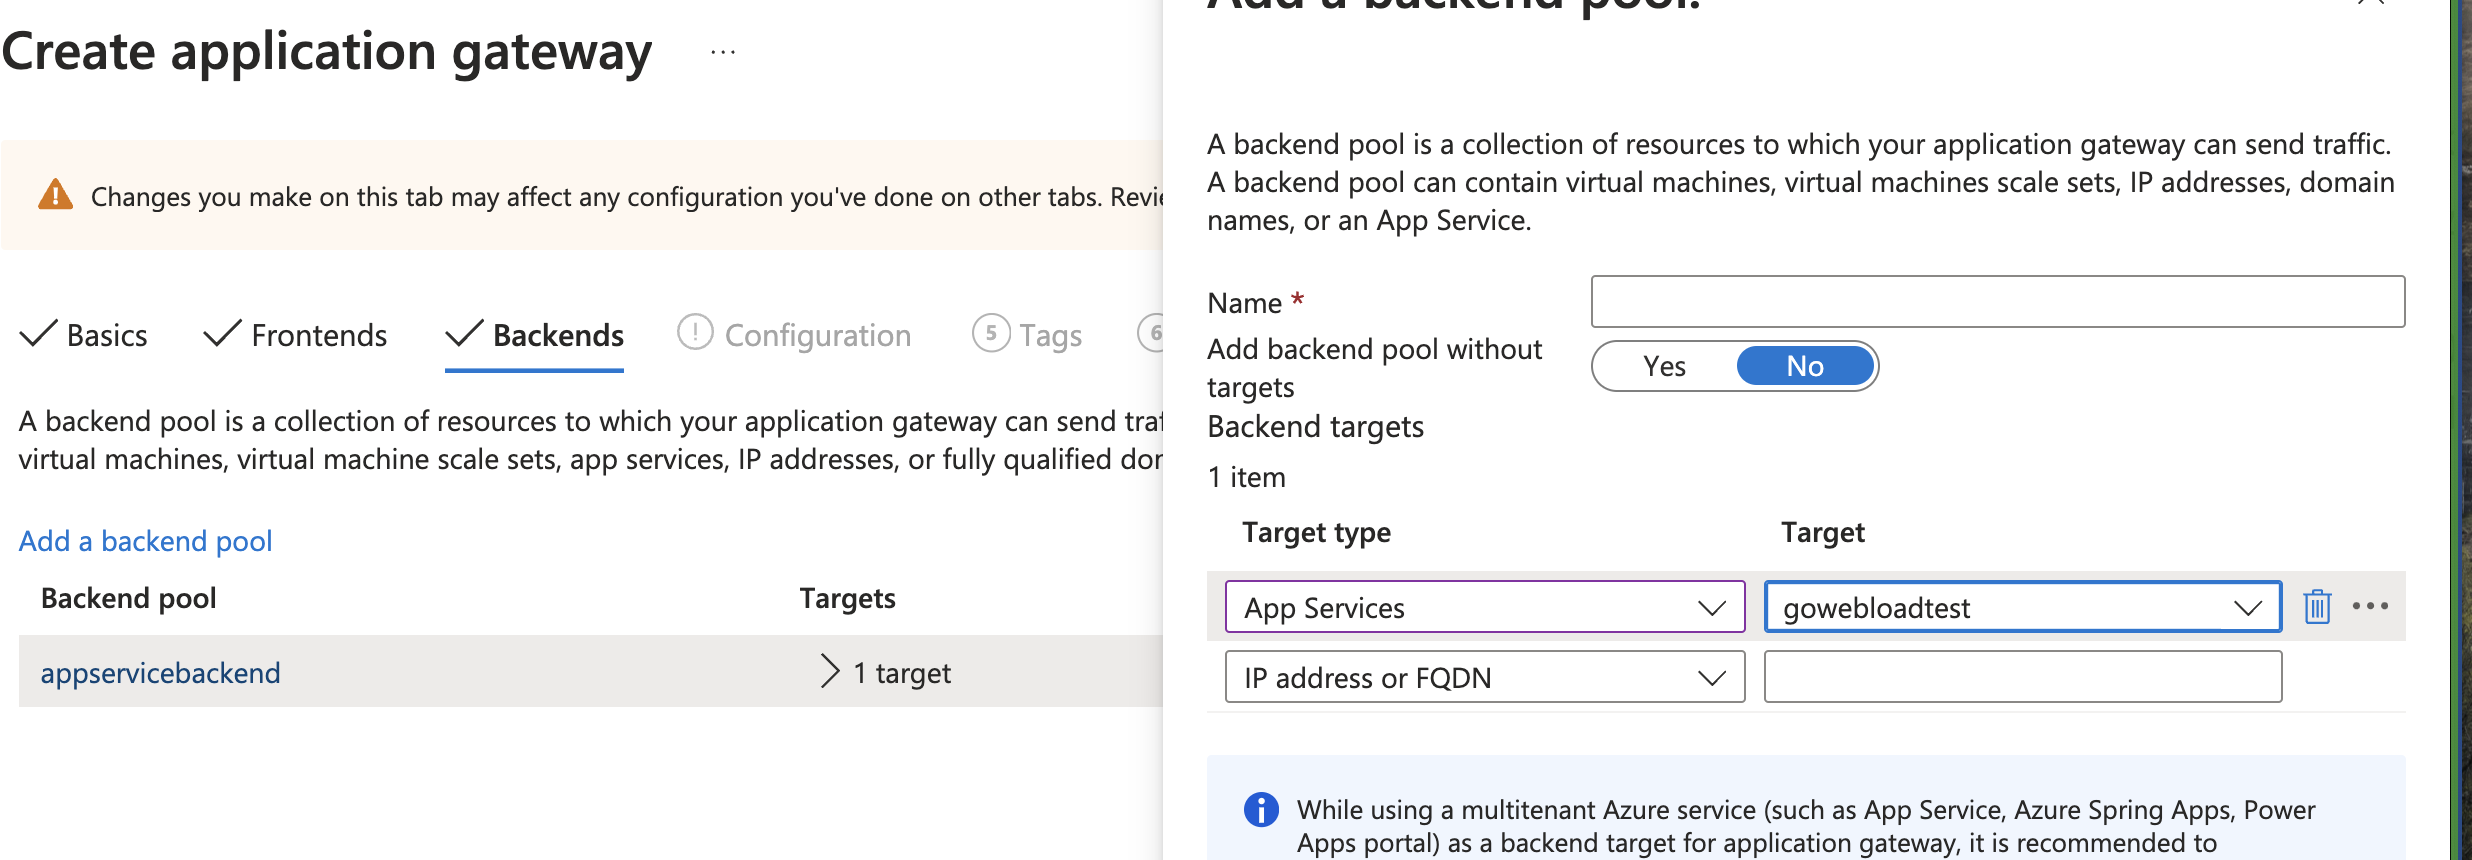 Add a backend pool.
Create application gateway ...
Changes you make on this tab may affect any configuration you've done on other tabs.
Basics
Frontends
Backends
! Configuration
5 Tags
6
A backend pool is a collection of resources to which your application gateway can send
virtual machines, virtual machine scale sets, app services, IP addresses, or fully qualified
Add a backend pool
Backend pool Targets
appservicebackend 1 target
A backend pool is a collection of resources to which your application gateway can send traffic.
A backend pool can contain virtual machines, virtual machines scale sets, IP addresses, domain
names, or an App Service.
Name *
Add backend pool without
targets
Yes No
Backend targets
1 item
Target type Target
App Services gowebloadtest
IP address or FQDN
While using a multitenant Azure service (such as App Service, Azure Spring Apps, Power
Apps portal) as a backend target for application gateway, it is recommended to